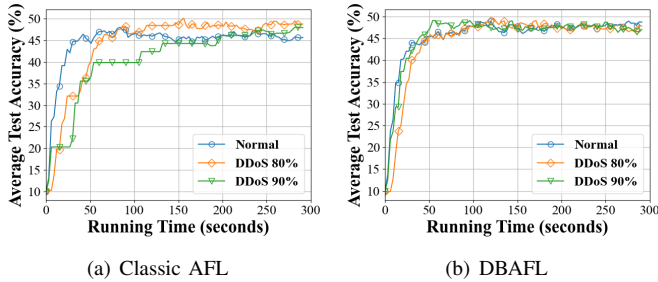 Average Test Accuracy (%)
50
45
40
35
30
25
20
15
10
Normal
DDoS 80%
DDoS 90%
0 50 100 150 200 250 300
Running Time (seconds)
(a) Classic AFL
Average Test Accuracy (%)
50
45
40
35
30
25
20
15
10
Normal
DDoS 80%
DDoS 90%
0 50 100 150 200 250 300
Running Time (seconds)
(b) DBAFL